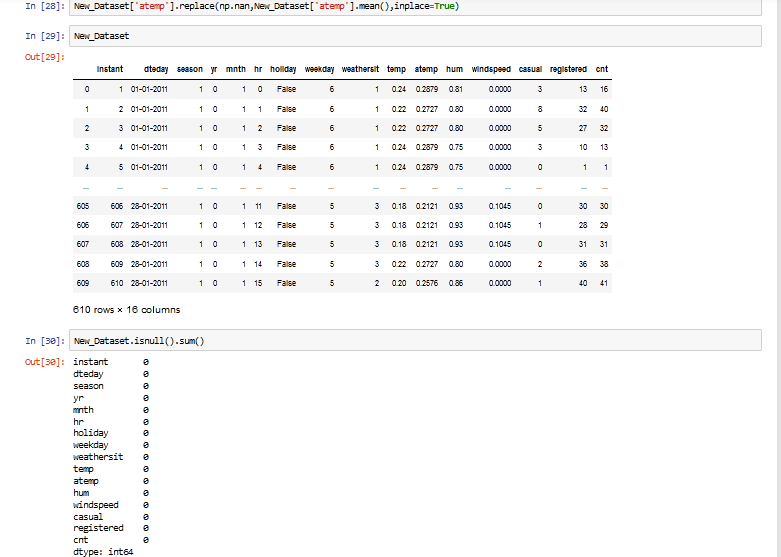 In [28]: New_Dataset['atemp'].replace(np.nan,New_Dataset['atemp'].mean(),inplace=True)
In [29]: New_Dataset
Out[29]:
instant dteday season yr mnth hr holiday weekday weathersit temp atemp hum windspeed casual registered cnt
0 1 01-01-2011 1 0 1 0 False 6 1 0.24 0.2879 0.81 0.0000 3 13 16
1 2 01-01-2011 1 0 1 1 False 6 1 0.22 0.2727 0.80 0.0000 8 32 40
2 3 01-01-2011 1 0 1 2 False 6 1 0.22 0.2727 0.80 0.0000 5 27 32
3 4 01-01-2011 1 0 1 3 False 6 1 0.24 0.2879 0.75 0.0000 3 10 13
4 5 01-01-2011 1 0 1 4 False 6 1 0.24 0.2879 0.75 0.0000 0 1 1
... ... ... ... ... ... ... ... ... ... ... ... ... ... ... ... ...
605 606 28-01-2011 1 0 1 11 False 5 3 0.18 0.2121 0.93 0.1045 0 30 30
606 607 28-01-2011 1 0 1 12 False 5 3 0.18 0.2121 0.93 0.1045 1 28 29
607 608 28-01-2011 1 0 1 13 False 5 3 0.18 0.2121 0.93 0.1045 0 31 31
608 609 28-01-2011 1 0 1 14 False 5 3 0.22 0.2727 0.80 0.0000 2 36 38
609 610 28-01-2011 1 0 1 15 False 5 2 0.20 0.2576 0.86 0.0000 1 40 41
610 rows × 16 columns
In [30]: New_Dataset.isnull().sum()
Out[30]: instant 0
dteday 0
season 0
yr 0
mnth 0
hr 0
holiday 0
weekday 0
weathersit 0
temp 0
atemp 0
hum 0
windspeed 0
casual 0
registered 0
cnt 0
dtype: int64